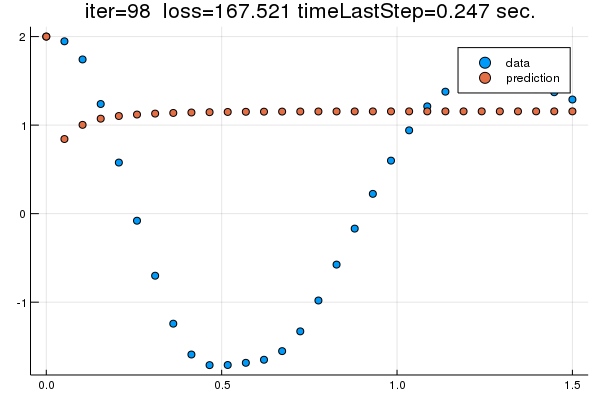 iter=98 loss=167.521 timeLastStep=0.247 sec.
2
data
prediction
1
0
-1
0.0 0.5 1.0 1.5